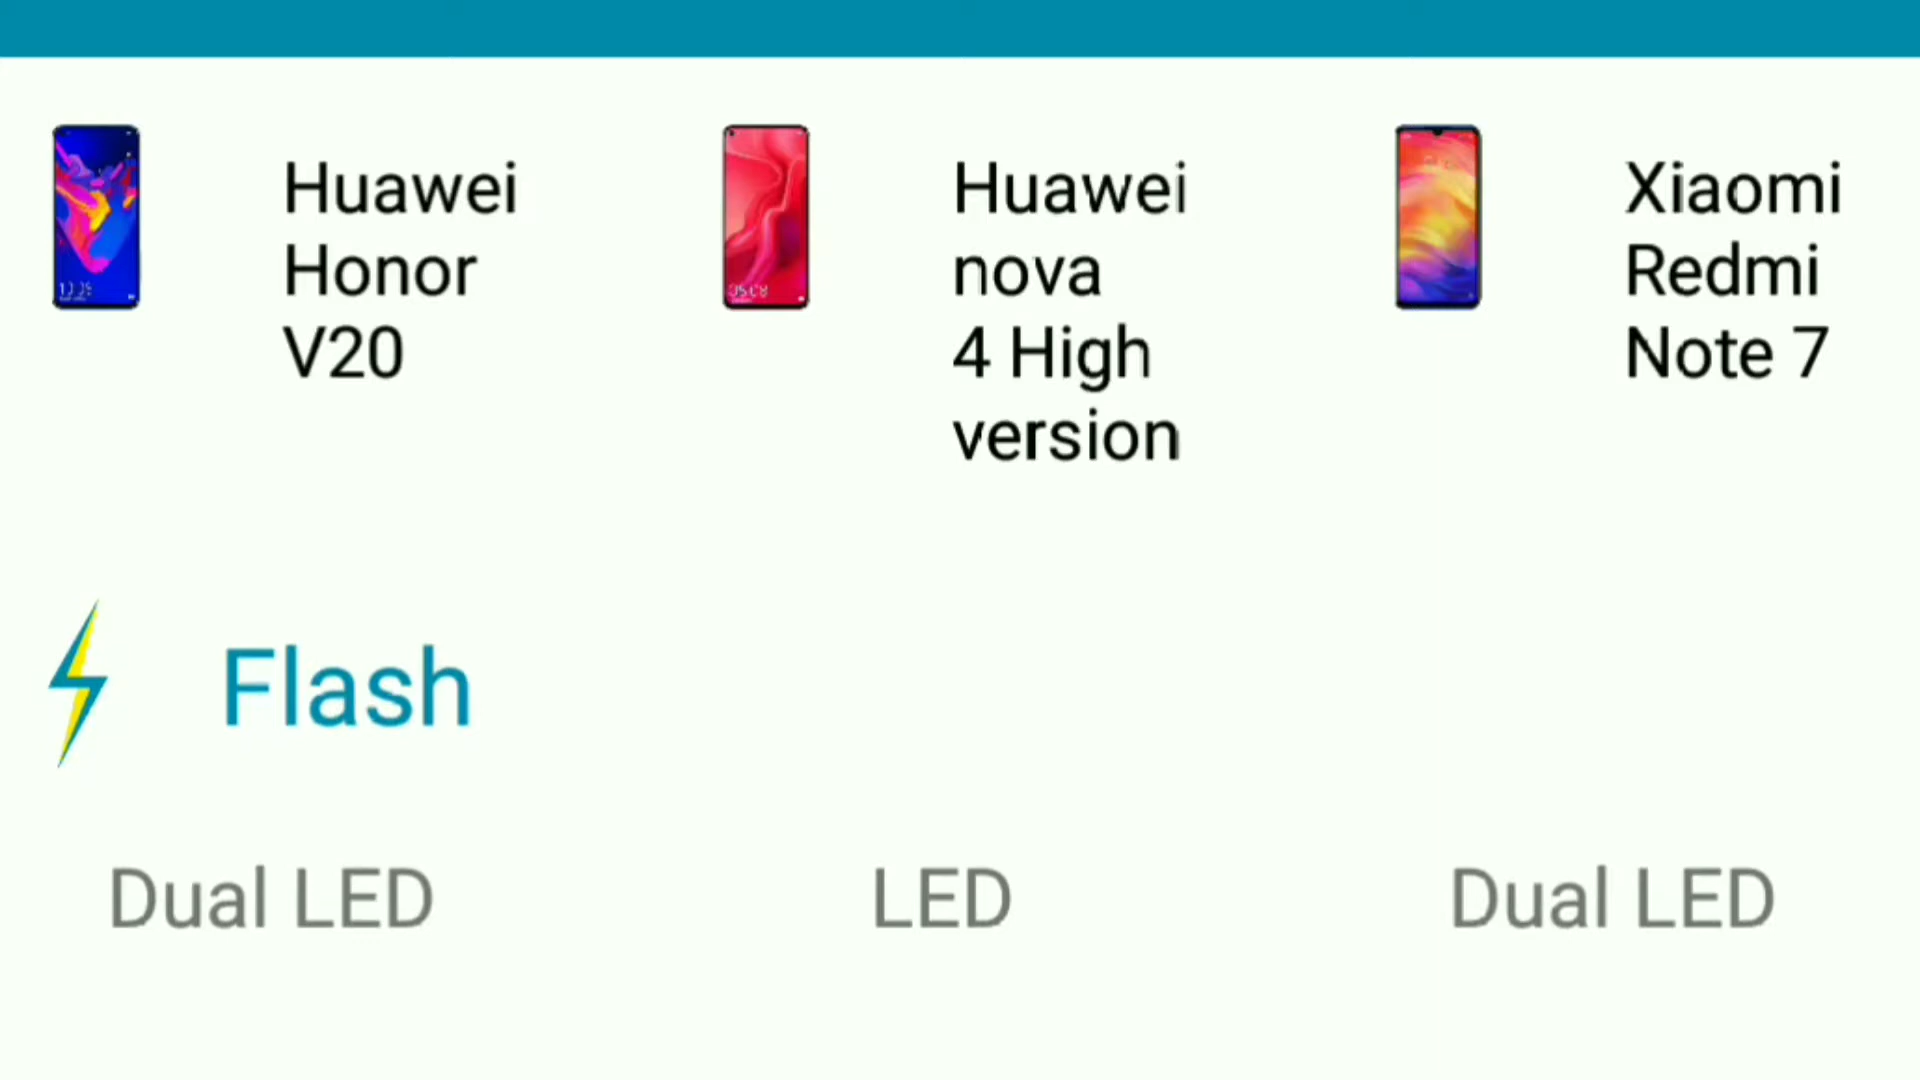 Huawei
Honor
V20
Huawei
nova
4 High
version
Xiaomi
Redmi
Note 7
Flash
Dual LED
LED
Dual LED